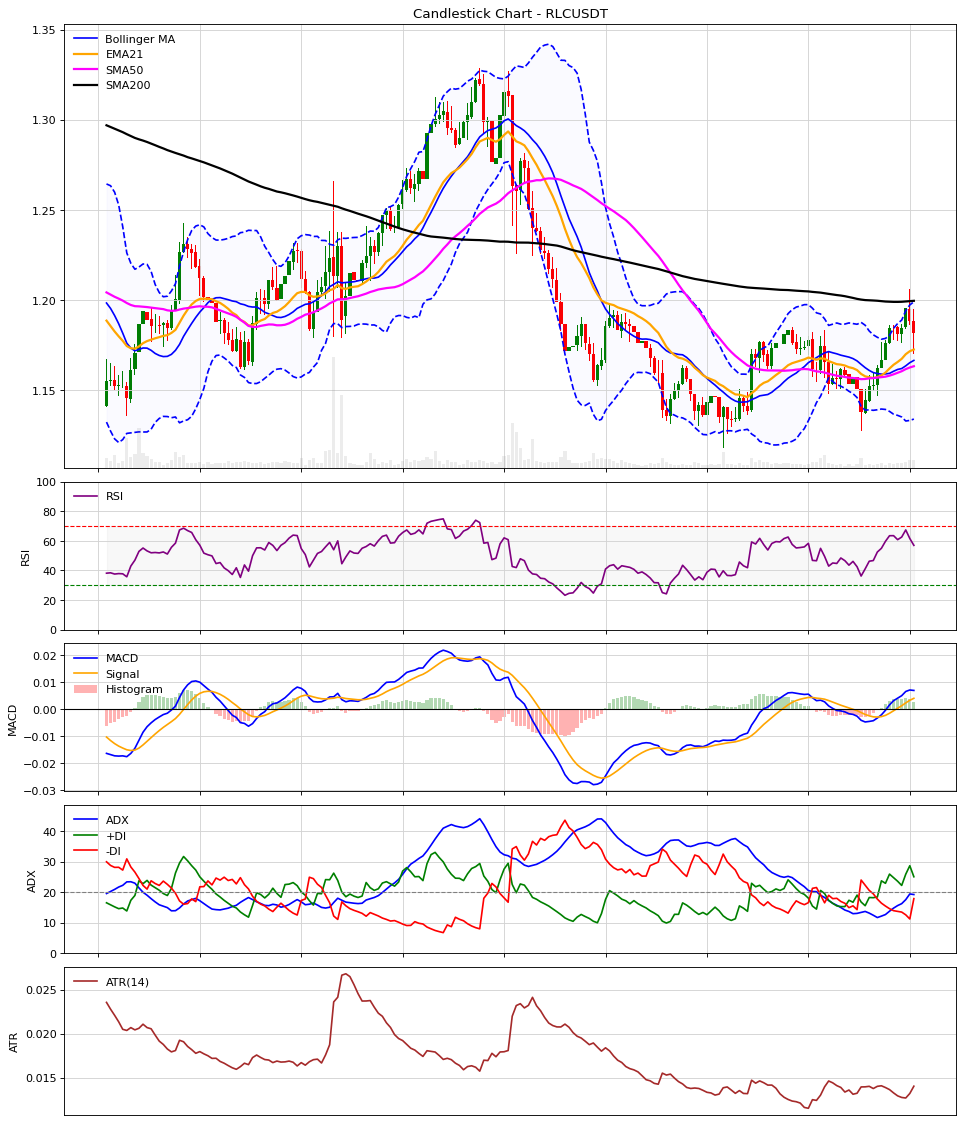 Candlestick Chart - RLCUSDT
1.35
1.30
1.25
1.20
1.15
Bollinger MA
EMA21
SMA50
SMA200
100
80
60
40
20
0
RSI
RSI
0.02
0.01
0.00
−0.01
−0.02
−0.03
MACD
MACD
Signal
Histogram
40
30
20
10
0
ADX
ADX
+DI
-DI
0.025
0.020
0.015
ATR
ATR(14)